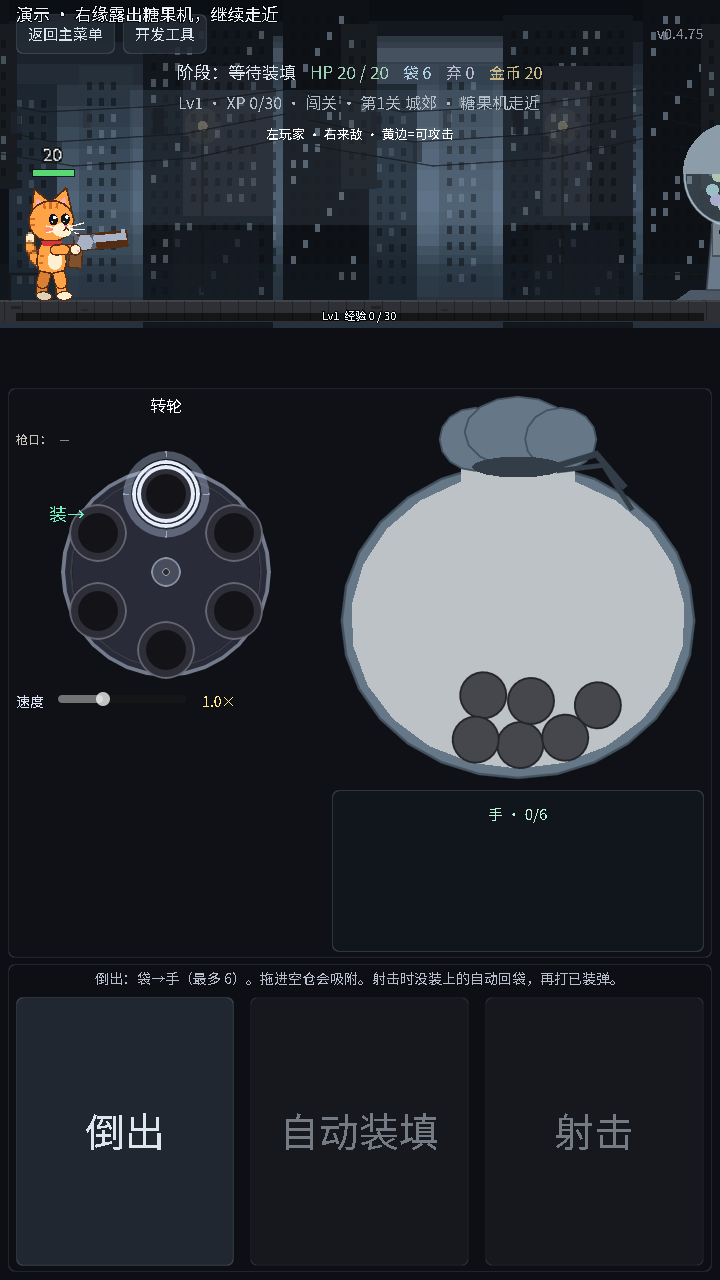 演示 · 右缘露出糖果机，继续走近
返回主菜单 开发工具 v0.4.75
阶段：等待装填 HP 20 / 20 袋 6 弃 0 金币 20
Lv1 · XP 0/30 · 闯关 · 第1关 城郊 · 糖果机走近
左玩家 · 右来敌 · 黄边=可攻击
20
Lv1 经验 0 / 30
转轮
枪口： —
装→
速度 1.0×
手 · 0/6
倒出：袋→手（最多 6）。拖进空仓会吸附。射击时没装上的自动回袋，再打已装弹。
倒出 自动装填 射击